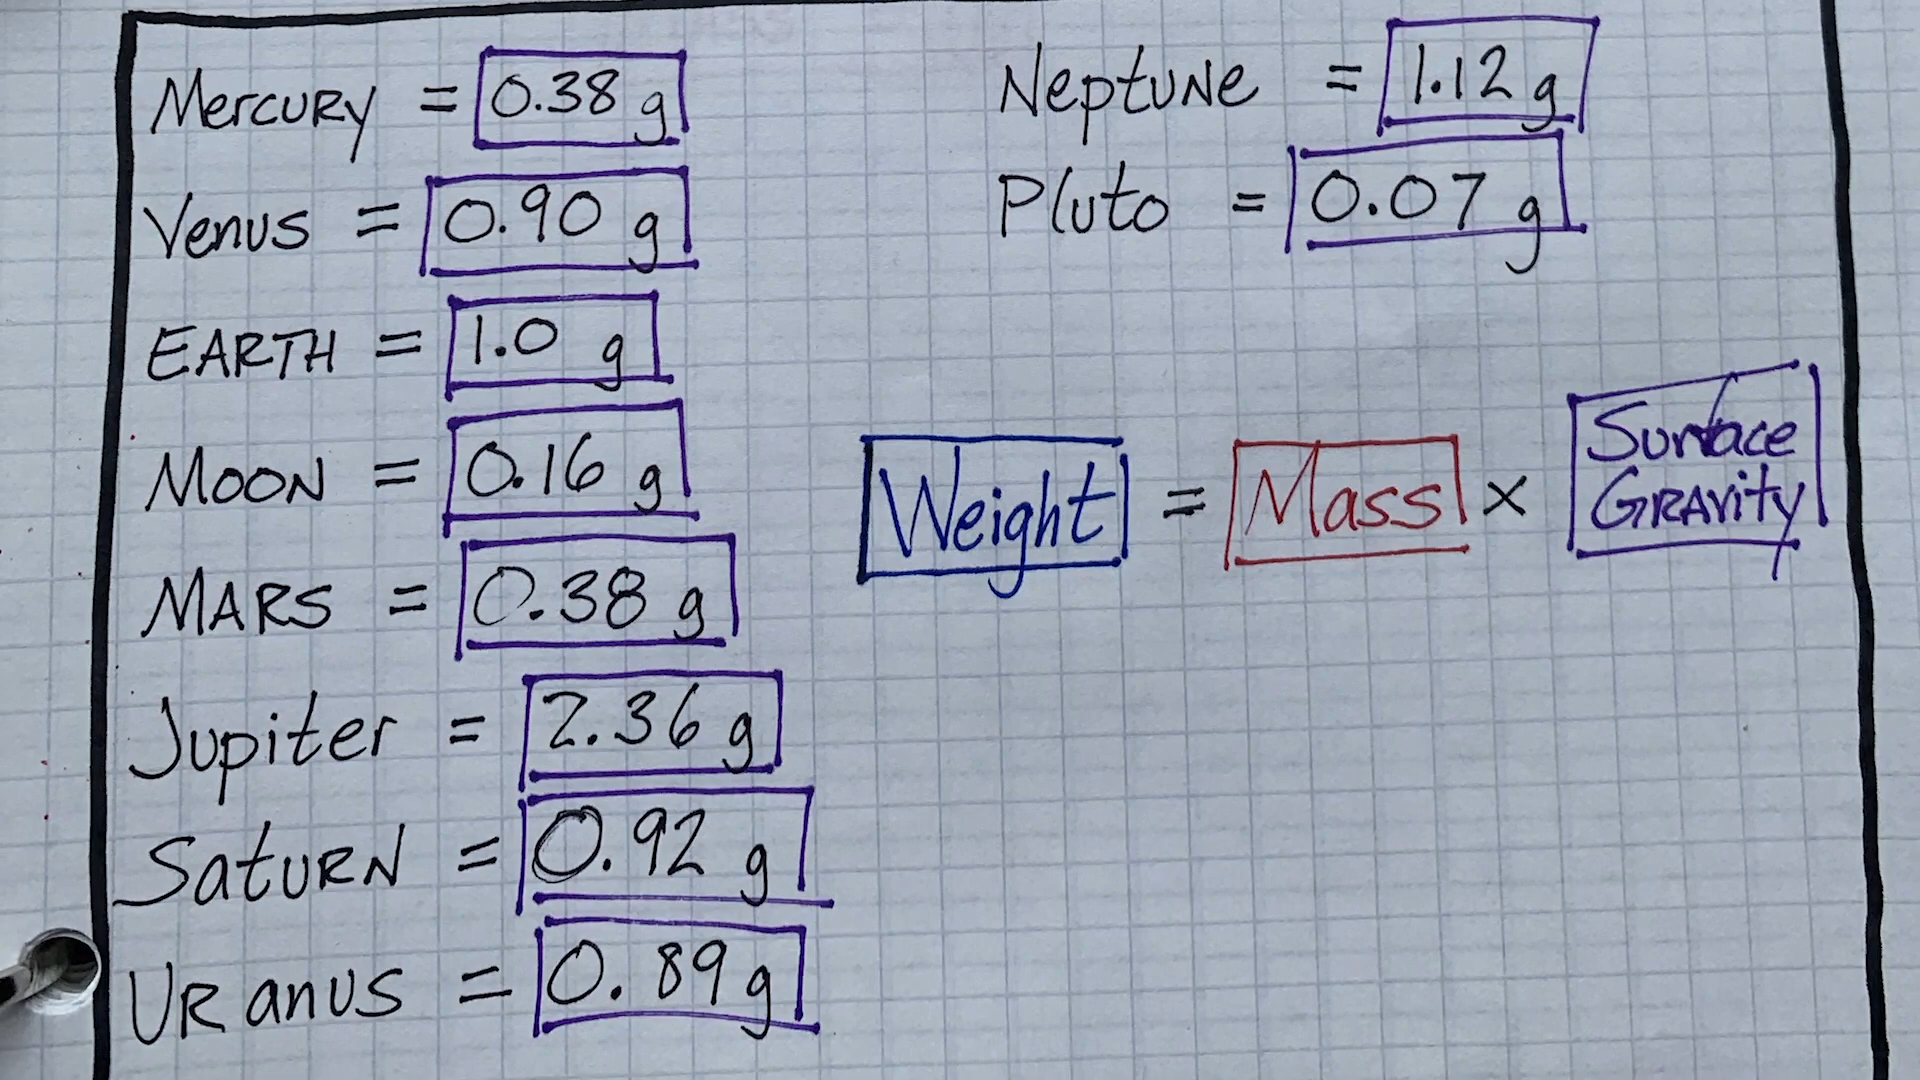 Mercury = 0.38 g
Venus = 0.90 g
EARTH = 1.0 g
MOON = 0.16 g
MARS = 0.38 g
Jupiter = 2.36 g
Saturn = 0.92 g
Uranus = 0.89 g
Neptune = 1.12 g
Pluto = 0.07 g
Weight = Mass × Surface Gravity